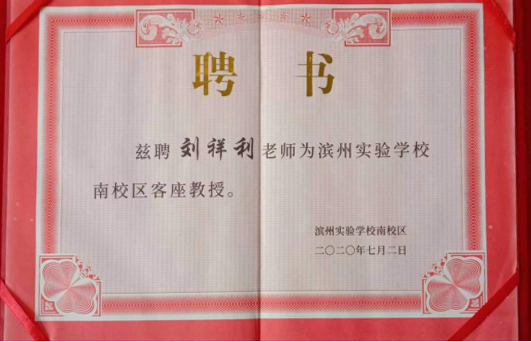 聘 书
兹聘 刘祥利 老师为滨州实验学校
南校区客座教授。
滨州实验学校南校区
二〇二〇年七月二日